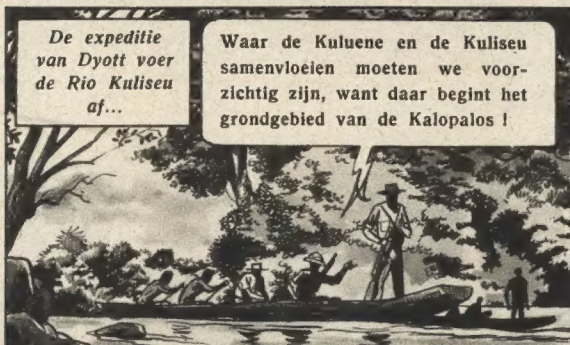 De expeditie
van Dyott voer
de Rio Kuliseu
af...
Waar de Kuluene en de Kuliseu
samenvloeien moeten we voor-
zichtig zijn, want daar begint het
grondgebied van de Kalopalos !